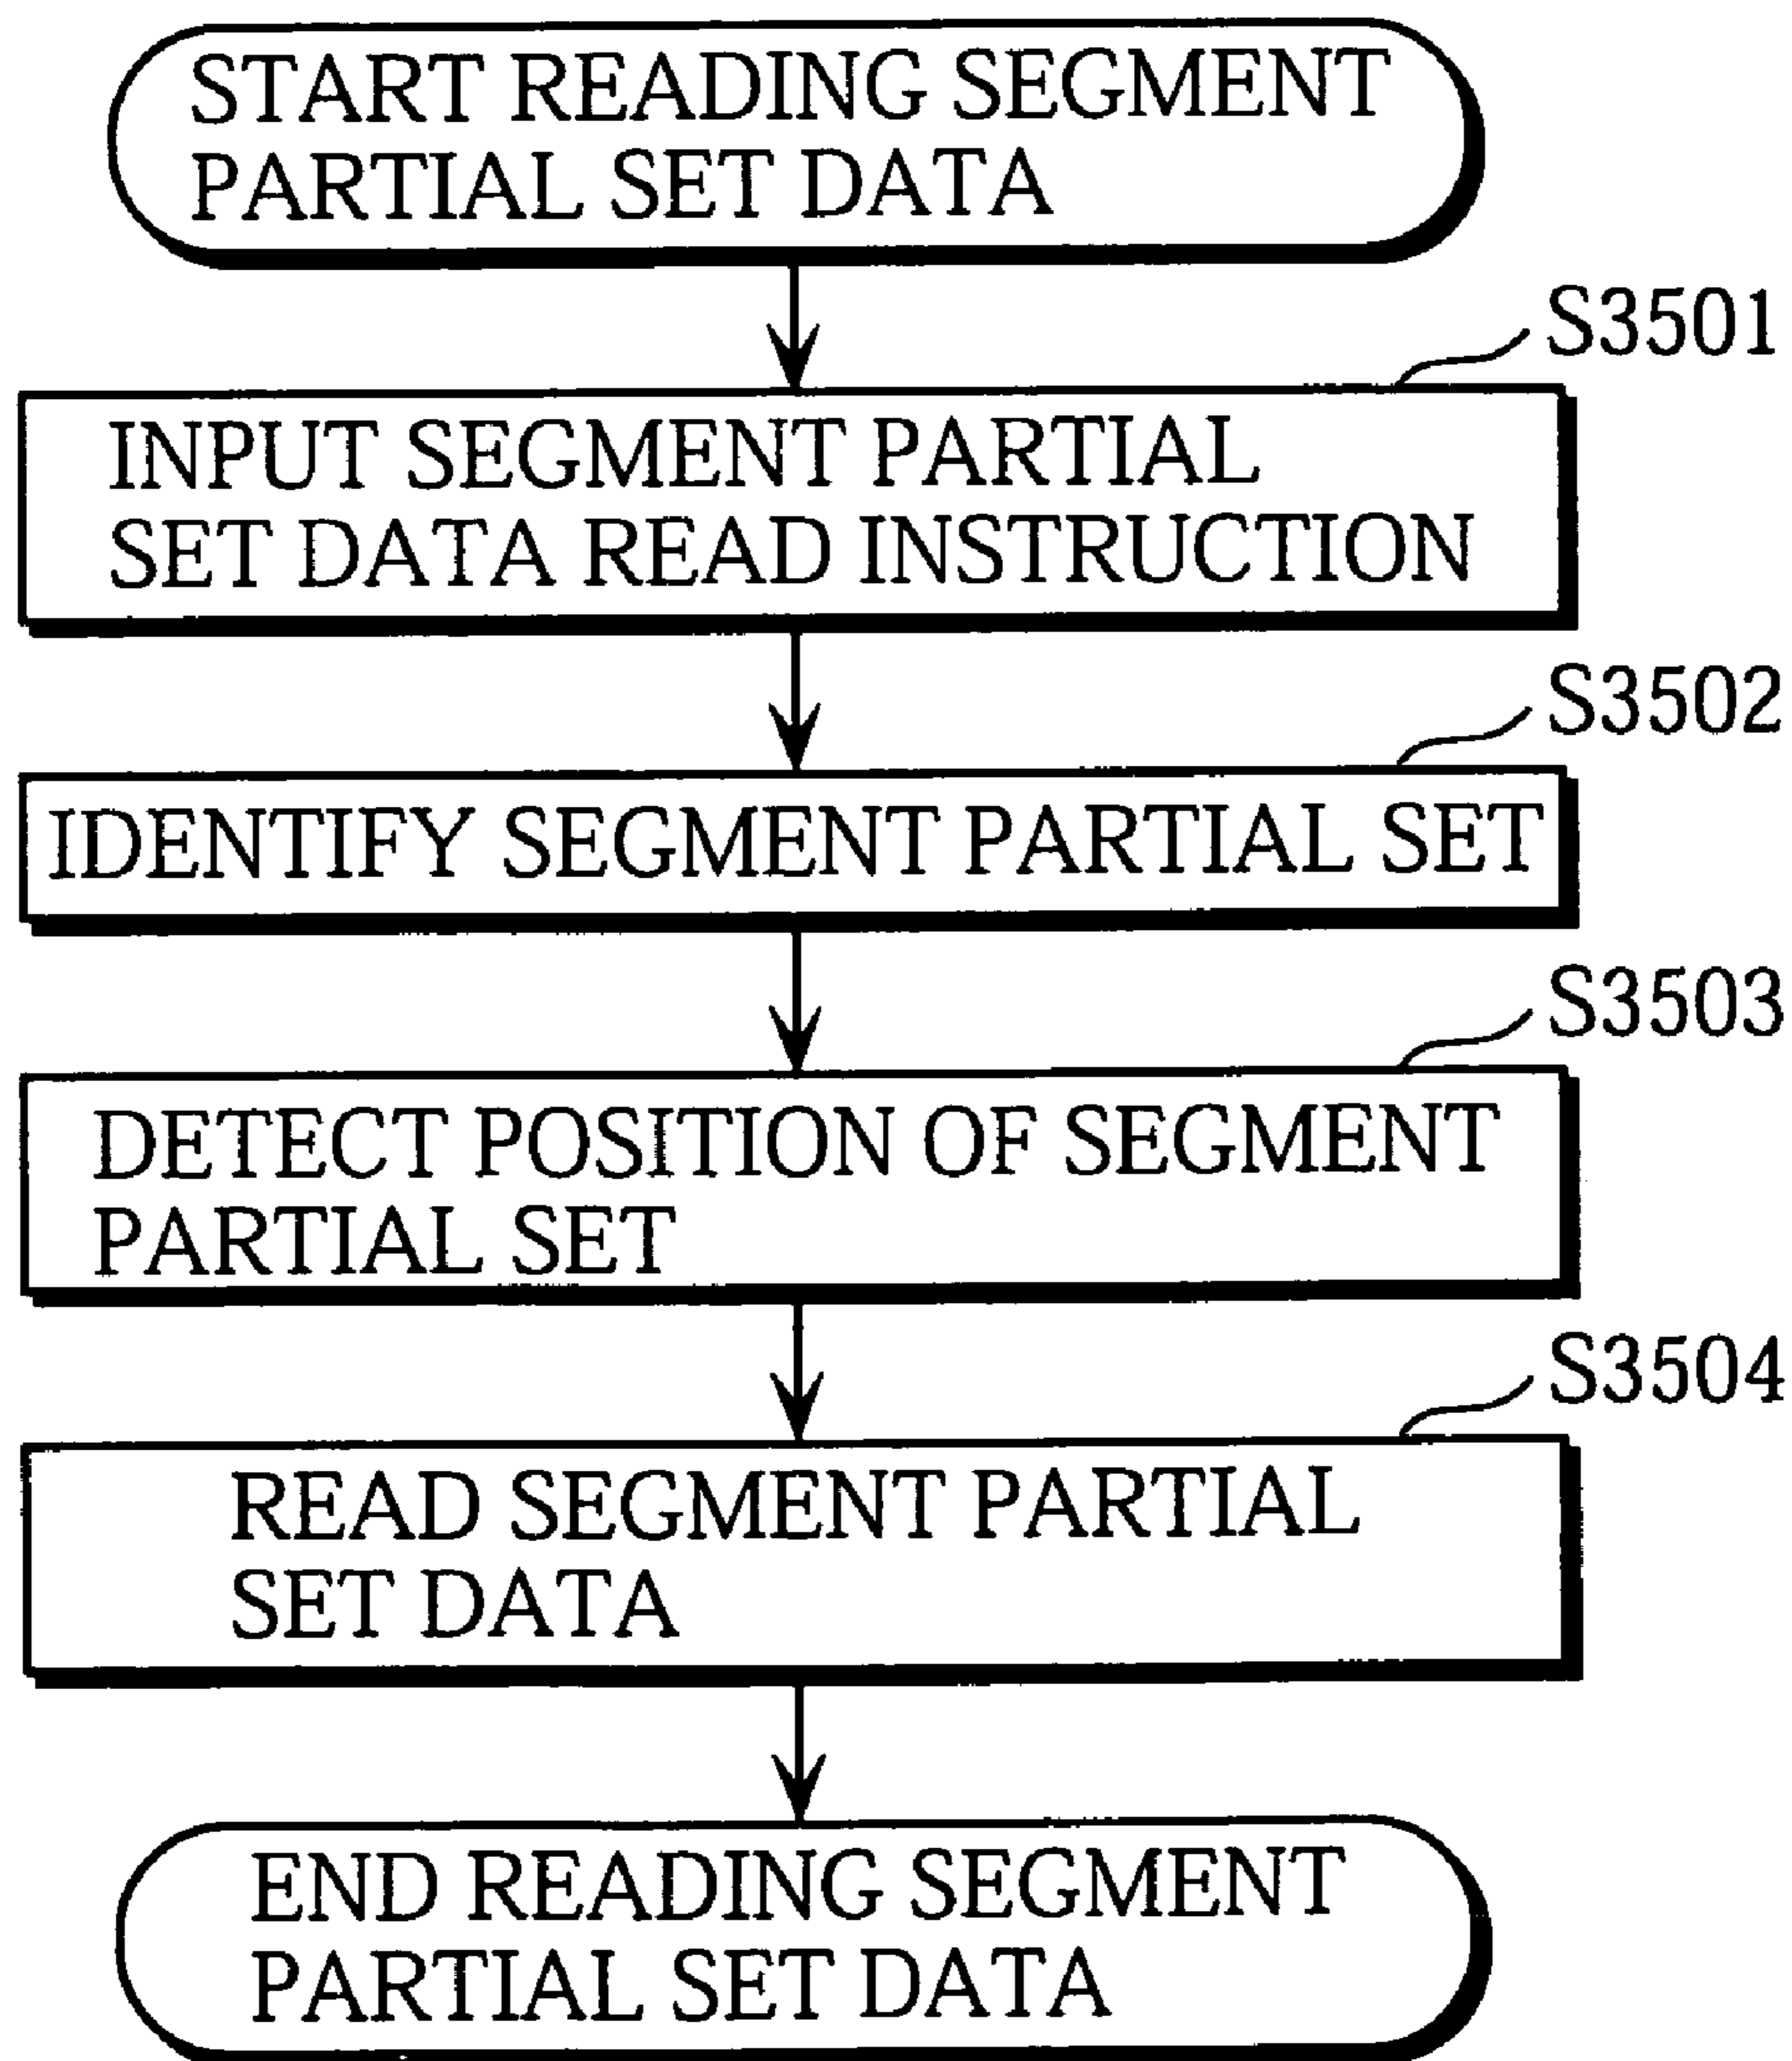 START READING SEGMENT
PARTIAL SET DATA
S3501
INPUT SEGMENT PARTIAL
SET DATA READ INSTRUCTION
S3502
IDENTIFY SEGMENT PARTIAL SET
S3503
DETECT POSITION OF SEGMENT
PARTIAL SET
S3504
READ SEGMENT PARTIAL
SET DATA
END READING SEGMENT
PARTIAL SET DATA